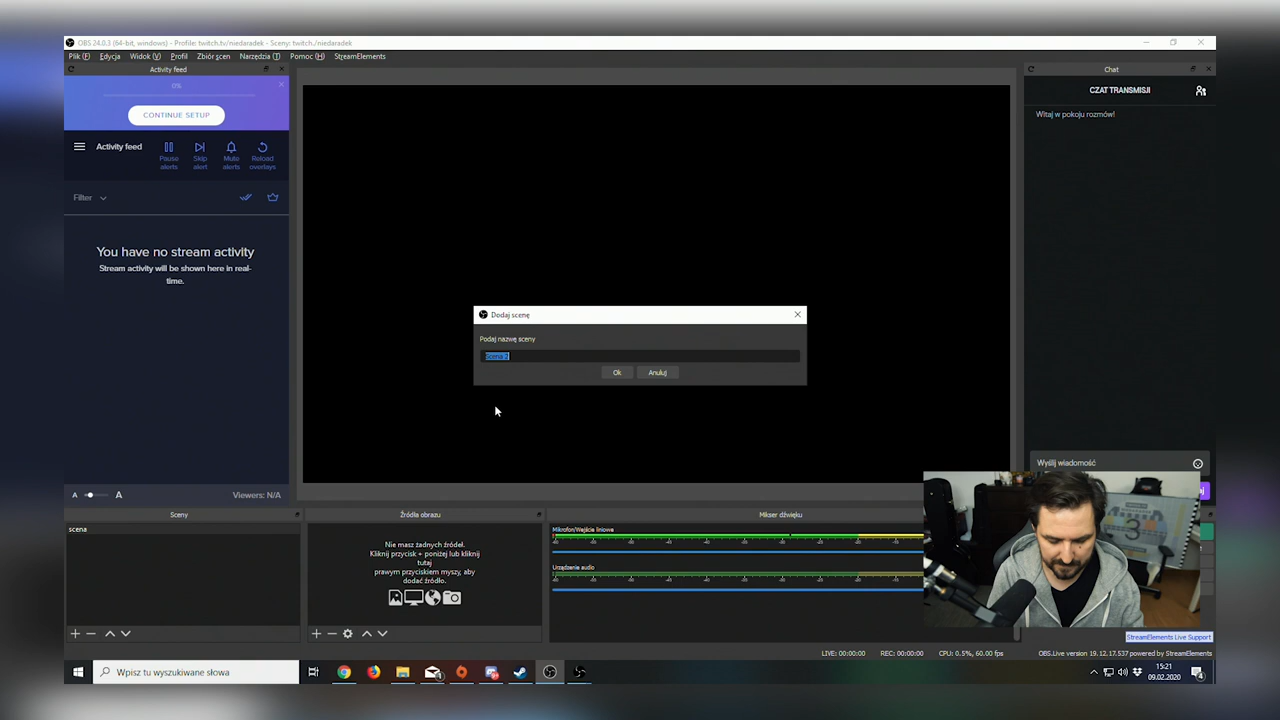 OBS 24.0.3 (64-bit, windows) - Profile: twitch.tv/niedaradek - Sceny: twitch./niedaradek
Plik (F) Edycja Widok (V) Profil Zbiór scen Narzędzia (T) Pomoc (H) StreamElements
Activity feed
Chat
0%
CONTINUE SETUP
CZAT TRANSMISJI
Witaj w pokoju rozmów!
Activity feed
Pause alerts
Skip alert
Mute alerts
Reload overlays
Filter
You have no stream activity
Stream activity will be shown here in real-
time.
Dodaj scenę
Podaj nazwę sceny
Scena 2
Ok Anuluj
Wyślij wiadomość
A A Viewers: N/A
Sceny
Źródła obrazu
Mikser dźwięku
scena
Nie masz żadnych źródeł.
Kliknij przycisk + poniżej lub kliknij
tutaj
prawym przyciskiem myszy, aby
dodać źródło.
Mikrofon/Wejście liniowe
Urządzenie audio
3
StreamElements Live Support
LIVE: 00:00:00 REC: 00:00:00 CPU: 0.5%, 60.00 fps
OBS.Live version 19.12.17.537 powered by StreamElements
Wpisz tu wyszukiwane słowa
15:21
09.02.2020
4